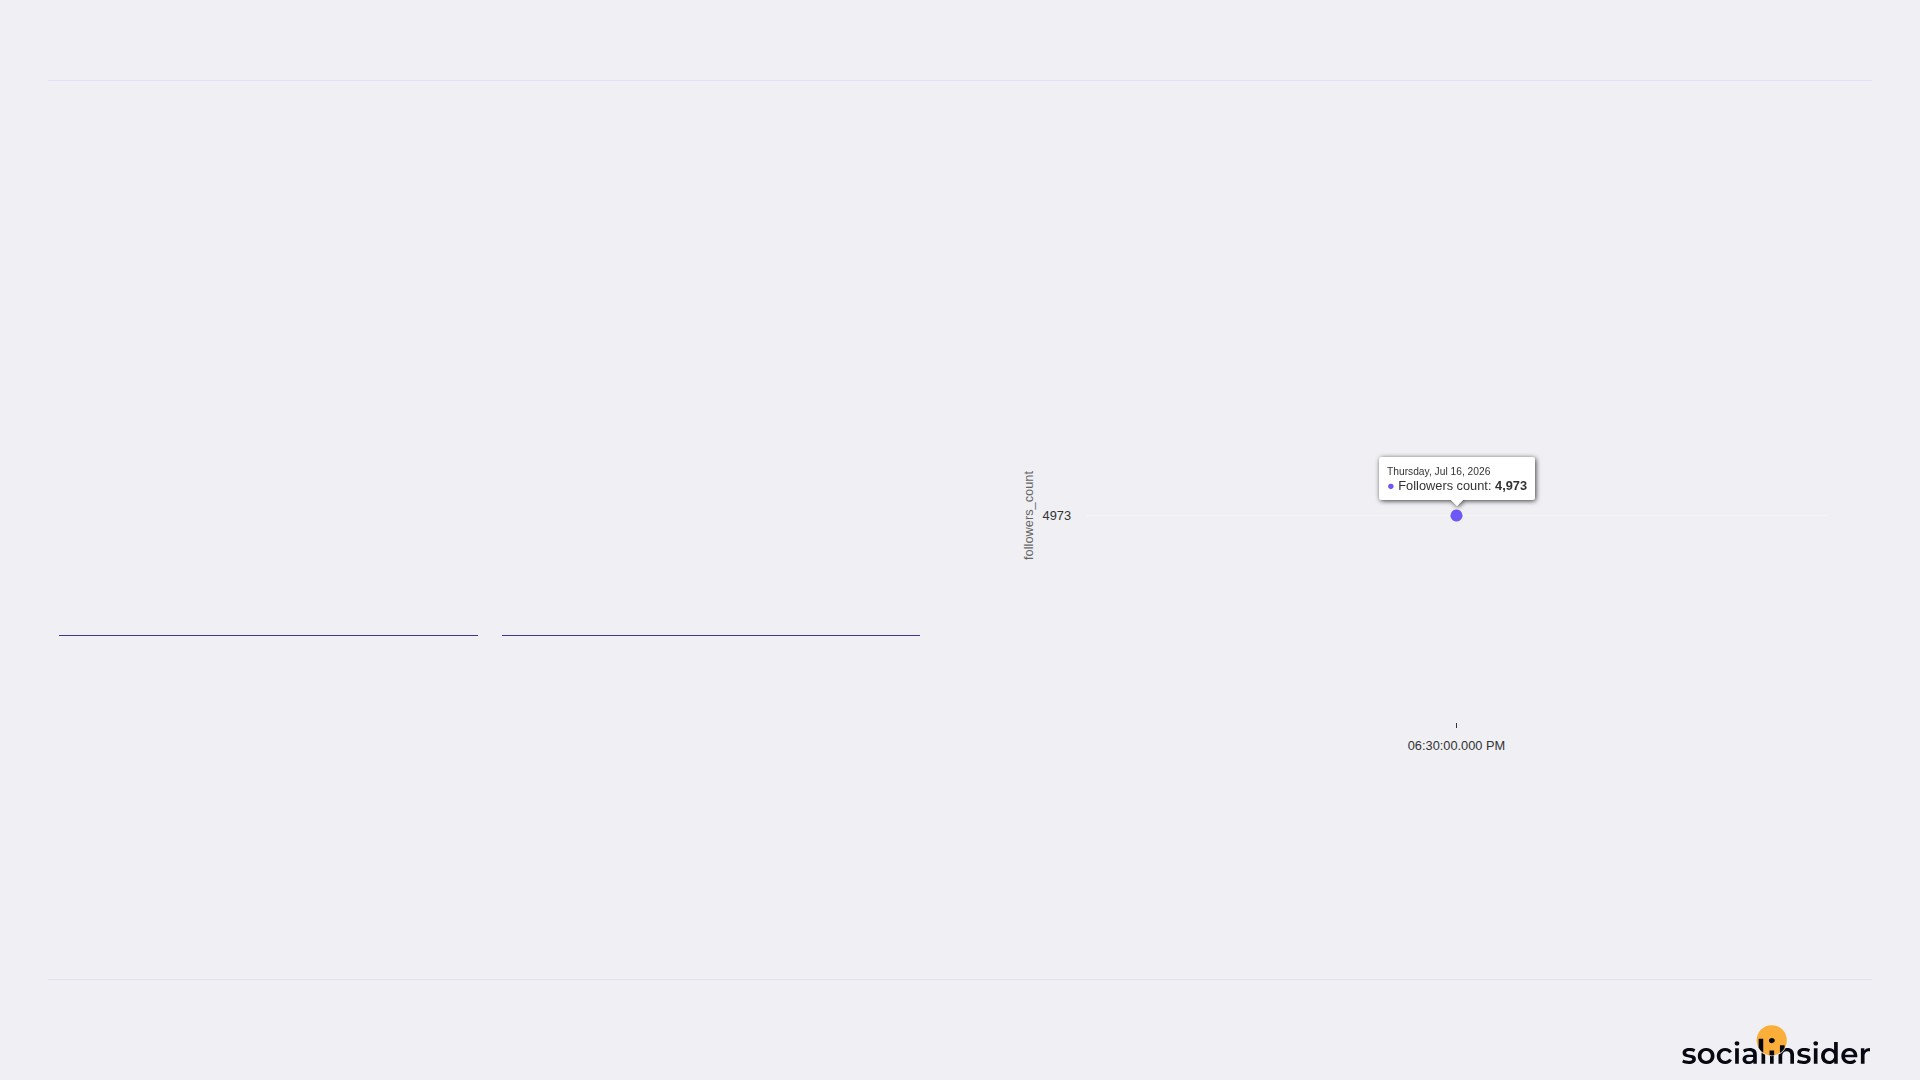 Thursday, Jul 16, 2026
● Followers count: 4,973
followers_count
4973
06:30:00.000 PM
socialinsider